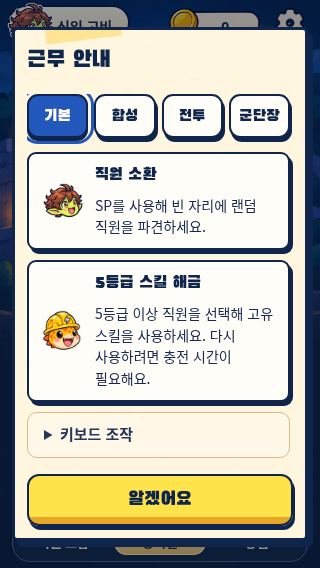 근무 안내
기본
합성
전투
군단장
직원 소환
SP를 사용해 빈 자리에 랜덤
직원을 파견하세요.
5등급 스킬 해금
5등급 이상 직원을 선택해 고유
스킬을 사용하세요. 다시
사용하려면 충전 시간이
필요해요.
▶ 키보드 조작
알겠어요